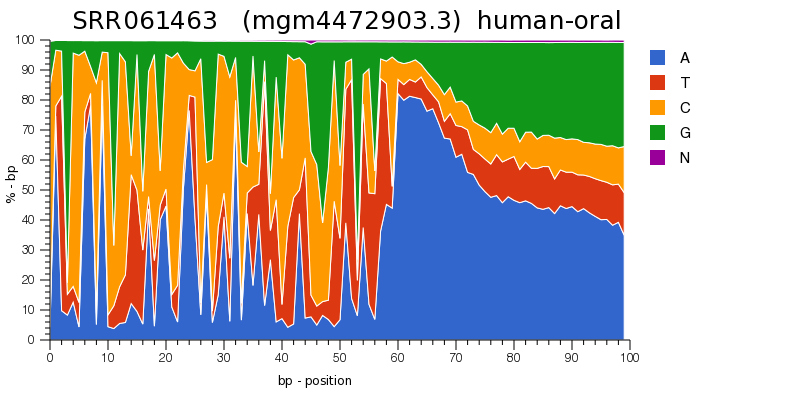 SRR061463   (mgm4472903.3)  human-oral
100
90
80
70
60
50
40
30
20
10
0
% - bp
0 10 20 30 40 50 60 70 80 90 100
bp - position
A
T
C
G
N